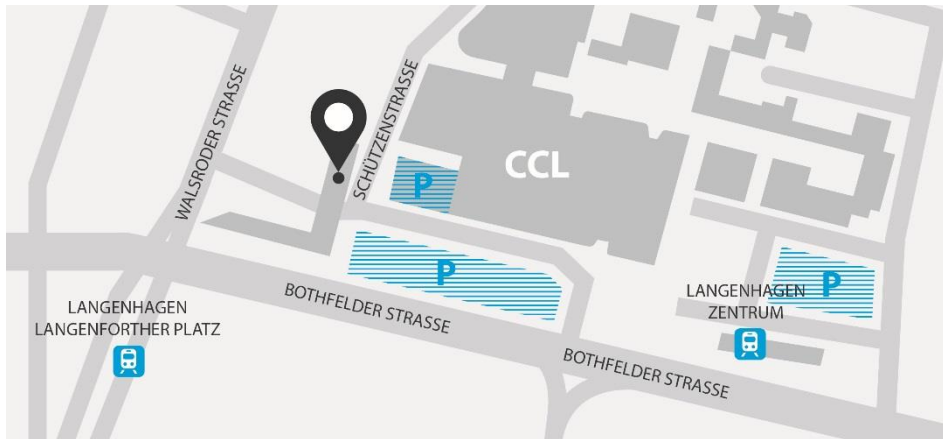 WALSRODER STRASSE
SCHÜTZENSTRASSE
CCL
P
P
P
BOTHFELDER STRASSE
LANGENHAGEN
LANGENFORTHER PLATZ
LANGENHAGEN
ZENTRUM
BOTHFELDER STRASSE